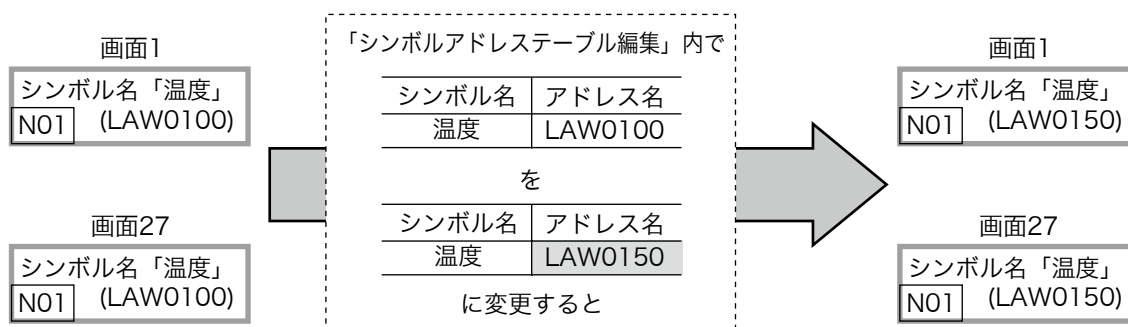 画面1
シンボル名「温度」
N01 (LAW0100)
画面27
シンボル名「温度」
N01 (LAW0100)
「シンボルアドレステーブル編集」内で
シンボル名 アドレス名
温度 LAW0100
を
シンボル名 アドレス名
温度 LAW0150
に変更すると
画面1
シンボル名「温度」
N01 (LAW0150)
画面27
シンボル名「温度」
N01 (LAW0150)